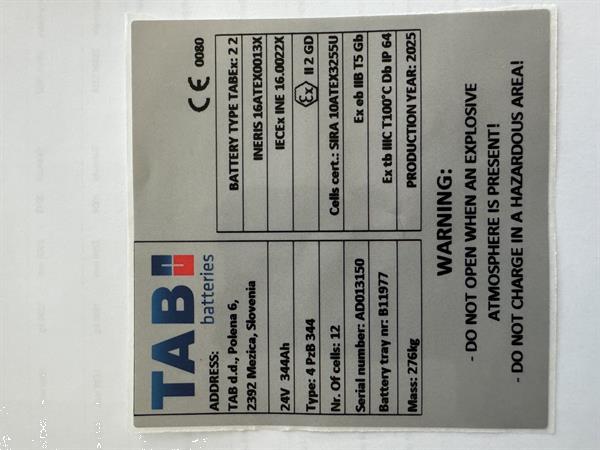 TAB
batteries
CE 0080
ADDRESS:
TAB d.d., Polena 6,
2392 Mezica, Slovenia
24V 344Ah
Type: 4 PzB 344
Nr. Of cells: 12
Serial number: AD013150
Battery tray nr: B11977
Mass: 276kg
BATTERY TYPE TABEx: 2 2
INERIS 16ATEX0013X
IECEx INE 16.0022X
Ex II 2 GD
Cells cert.: SIRA 10ATEX3255U
Ex eb IIB T5 Gb
Ex tb IIIC T100°C Db IP 64
PRODUCTION YEAR: 2025
WARNING:
- DO NOT OPEN WHEN AN EXPLOSIVE
ATMOSPHERE IS PRESENT!
- DO NOT CHARGE IN A HAZARDOUS AREA!